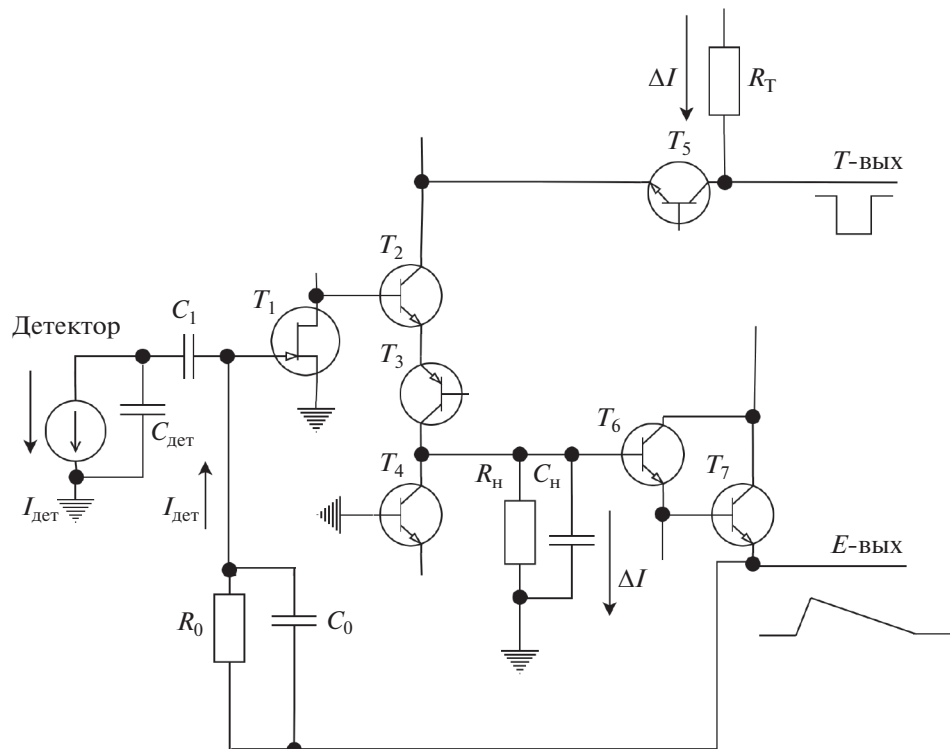 ΔI
R_T
T_5
T-вых
T_2
T_1
C_1
Детектор
T_3
C_дет
T_6
T_4
R_н
C_н
T_7
I_дет
I_дет
E-вых
ΔI
R_0
C_0